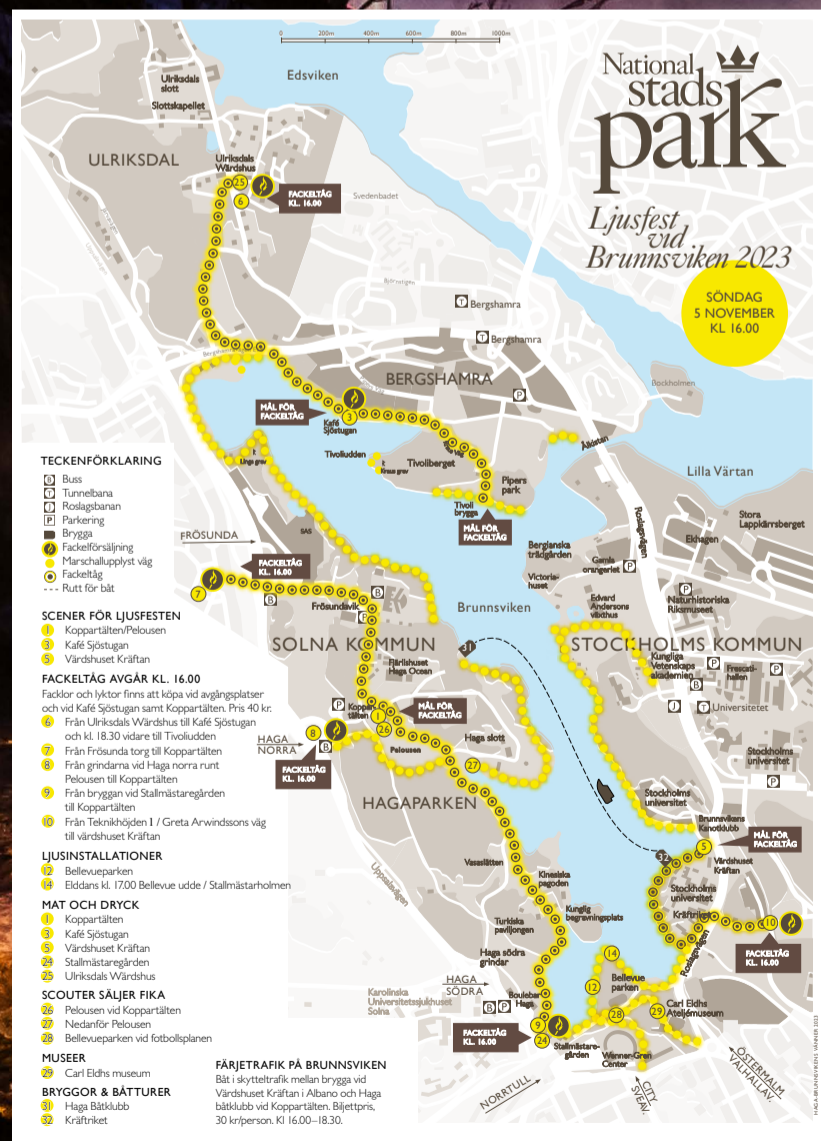 0 200m 400m 600m 800m 1000m
National
stads
park
Ljusfest
vid
Brunnsviken 2023
SÖNDAG
5 NOVEMBER
KL 16.00
Edsviken
Ulriksdals
slott
Slottskapellet
ULRIKSDAL
Ulriksdals
Wärdshus
25
6
FACKELTÅG
KL. 16.00
Svedenbadet
T Bergshamra
T Bergshamra
BERGSHAMRA
P
Bockholmen
MÅL FÖR
FACKELTÅG
3
Kafé
Sjöstugan
Ålkistan
Tivoliudden
Tivoliberget
Lings grav
Knaus grav
Pipers
park
Tivoli
brygga
MÅL FÖR
FACKELTÅG
Lilla Värtan
Roslagsvägen
Stora
Lappkärrsberget
Ekhagen
Bergianska
trädgården
Gamla
orangeriet P
Victoria-
huset
Edvard
Andersons
växthus
P
Naturhistoriska
Riksmuseet
TECKENFÖRKLARING
B Buss
T Tunnelbana
J Roslagsbanan
P Parkering
Brygga
Fackelförsäljning
Marschallupplyst väg
Fackeltåg
Rutt för båt
FRÖSUNDA
SAS
FACKELTÅG
KL. 16.00
7
B
B
Frösundavik
P
Brunnsviken
SOLNA KOMMUN
STOCKHOLMS KOMMUN
31
Fjärilshuset
Haga Ocean
Kungliga
Vetenskaps
akademien
P
B
Frescati-
hallen
P
J
T Universitetet
SCENER FÖR LJUSFESTEN
1 Koppartälten/Pelousen
3 Kafé Sjöstugan
5 Värdshuset Kräftan
FACKELTÅG AVGÅR KL. 16.00
Facklor och lyktor finns att köpa vid avgångsplatser
och vid Kafé Sjöstugan samt Koppartälten. Pris 40 kr.
6 Från Ulriksdals Wärdshus till Kafé Sjöstugan
och kl. 18.30 vidare till Tivoliudden
7 Från Frösunda torg till Koppartälten
8 Från grindarna vid Haga norra runt
Pelousen till Koppartälten
9 Från bryggan vid Stallmästaregården
till Koppartälten
10 Från Teknikhöjden 1 / Greta Arwindssons väg
till värdshuset Kräftan
P
Koppar-
tälten
1
26
MÅL FÖR
FACKELTÅG
8
B
HAGA
NORRA
FACKELTÅG
KL. 16.00
Pelousen
Haga slott
27
HAGAPARKEN
Stockholms
universitet
P
Stockholms
universitet
Brunnsvikens
Kanotklubb
MÅL FÖR
FACKELTÅG
5
Värdshuset
Kräftan
32
Stockholms
universitet
Kräftriket
10
FACKELTÅG
KL. 16.00
Roslagsvägen
LJUSINSTALLATIONER
12 Bellevueparken
14 Elddans kl. 17.00 Bellevue udde / Stallmästarholmen
MAT OCH DRYCK
1 Koppartälten
3 Kafé Sjöstugan
5 Värdshuset Kräftan
24 Stallmästaregården
25 Ulriksdals Wärdshus
SCOUTER SÄLJER FIKA
26 Pelousen vid Koppartälten
27 Nedanför Pelousen
28 Bellevueparken vid fotbollsplanen
MUSEER
29 Carl Eldhs museum
BRYGGOR & BÅTTURER
31 Haga Båtklubb
32 Kräftriket
Uppsalavägen
Vasaslätten
Kinesiska
pagoden
Kunglig
begravningsplats
Turkiska
paviljongen
Haga södra
grindar
HAGA
SÖDRA
Karolinska
Universitetssjukhuset
Solna
B P
Boulebar
Haga
9
24
FACKELTÅG
KL. 16.00
Stallmästare-
gården
14
12
Bellevue
parken
28
29
Carl Eldhs
Ateljémuseum
Wenner-Gren
Center
NORRTULL
CITY
SVEAV.
ÖSTERMALM
VALHALLAV.
FÄRJETRAFIK PÅ BRUNNSVIKEN
Båt i skytteltrafik mellan brygga vid
Värdshuset Kräftan i Albano och Haga
båtklubb vid Koppartälten. Biljettpris,
30 kr/person. Kl 16.00–18.30.
HAGA-BRUNNSVIKENS VÄNNER 2023